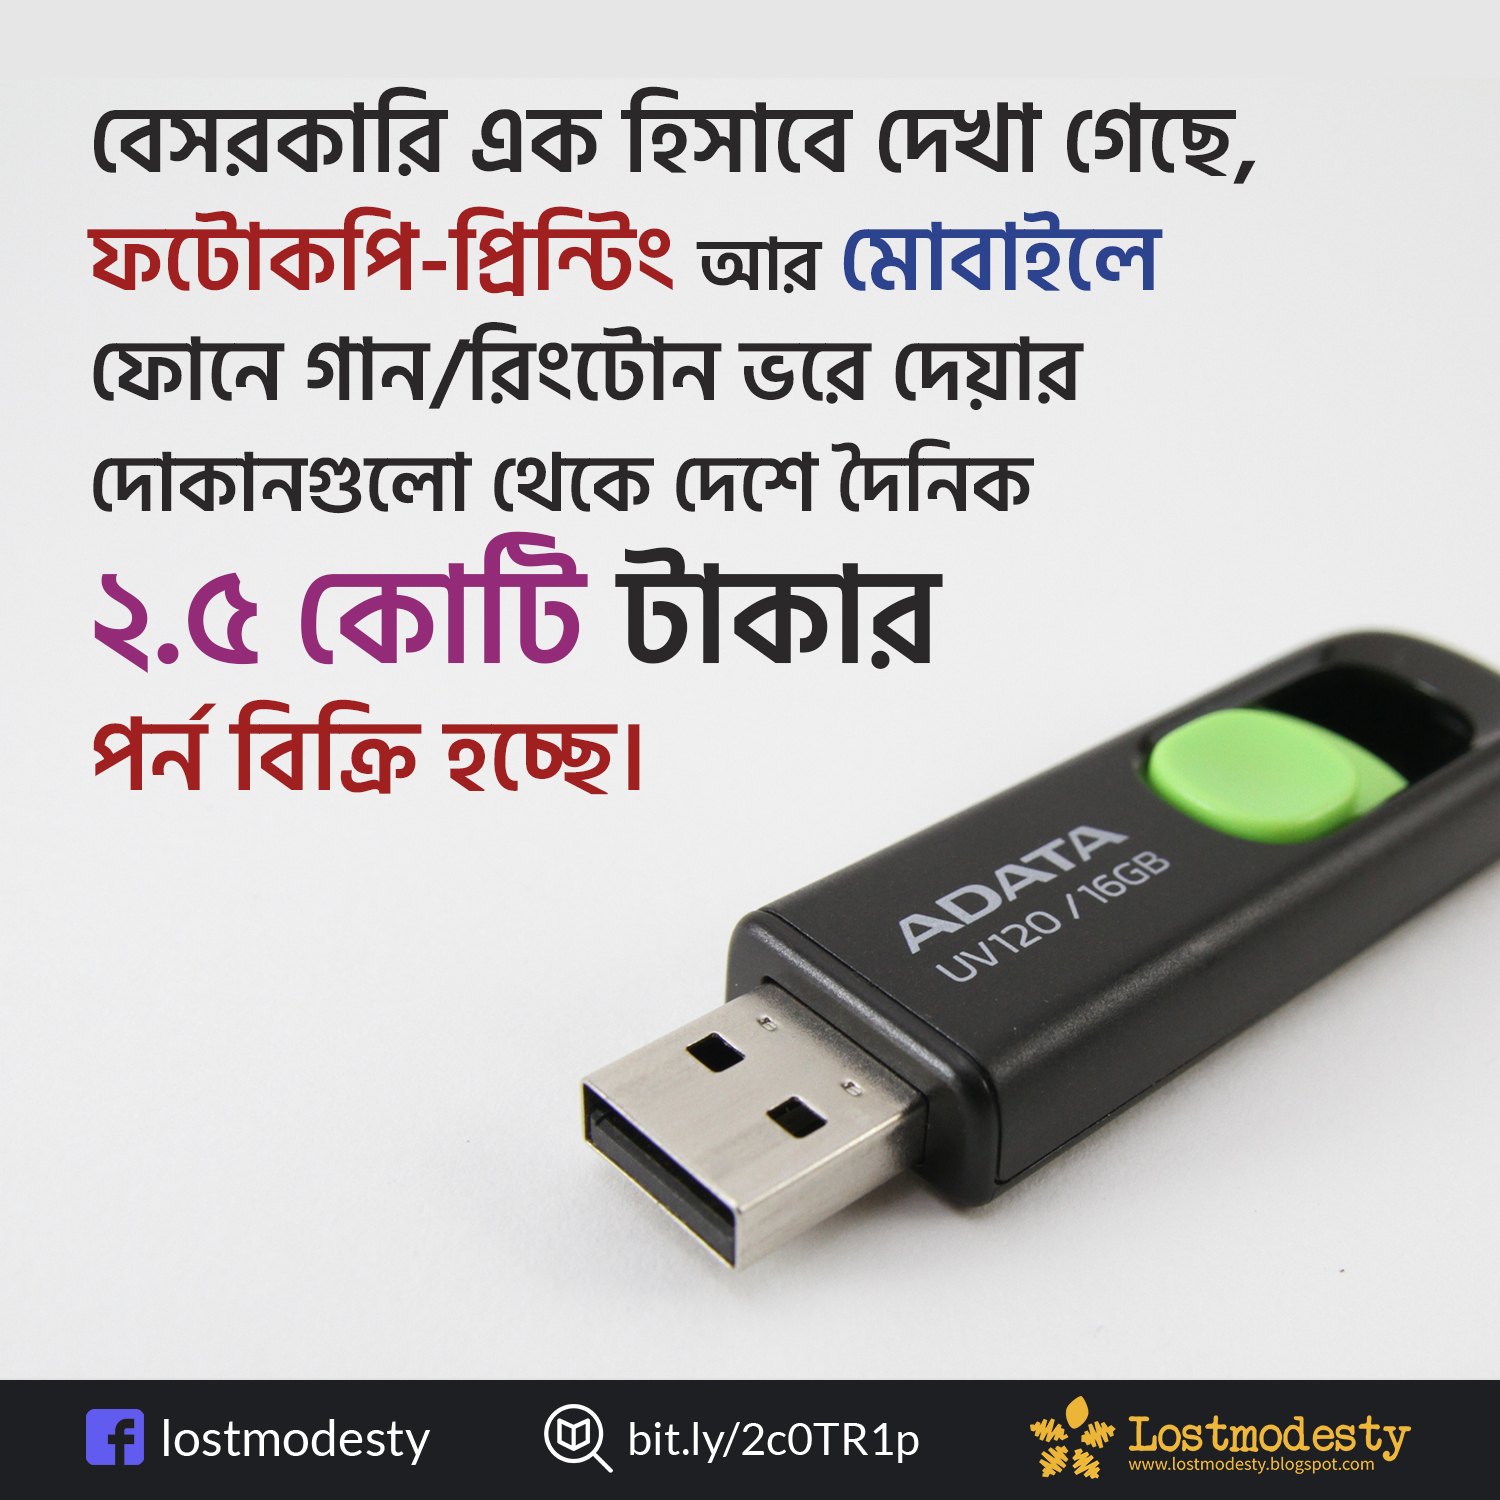 বেসরকারি এক হিসাবে দেখা গেছে,
ফটোকপি-প্রিন্টিং আর মোবাইলে
ফোনে গান/রিংটোন ভরে দেয়ার
দোকানগুলো থেকে দেশে দৈনিক
২.৫ কোটি টাকার
পর্ন বিক্রি হচ্ছে।
ADATA
UV120 / 16GB
lostmodesty
bit.ly/2c0TR1p
Lostmodesty
www.lostmodesty.blogspot.com